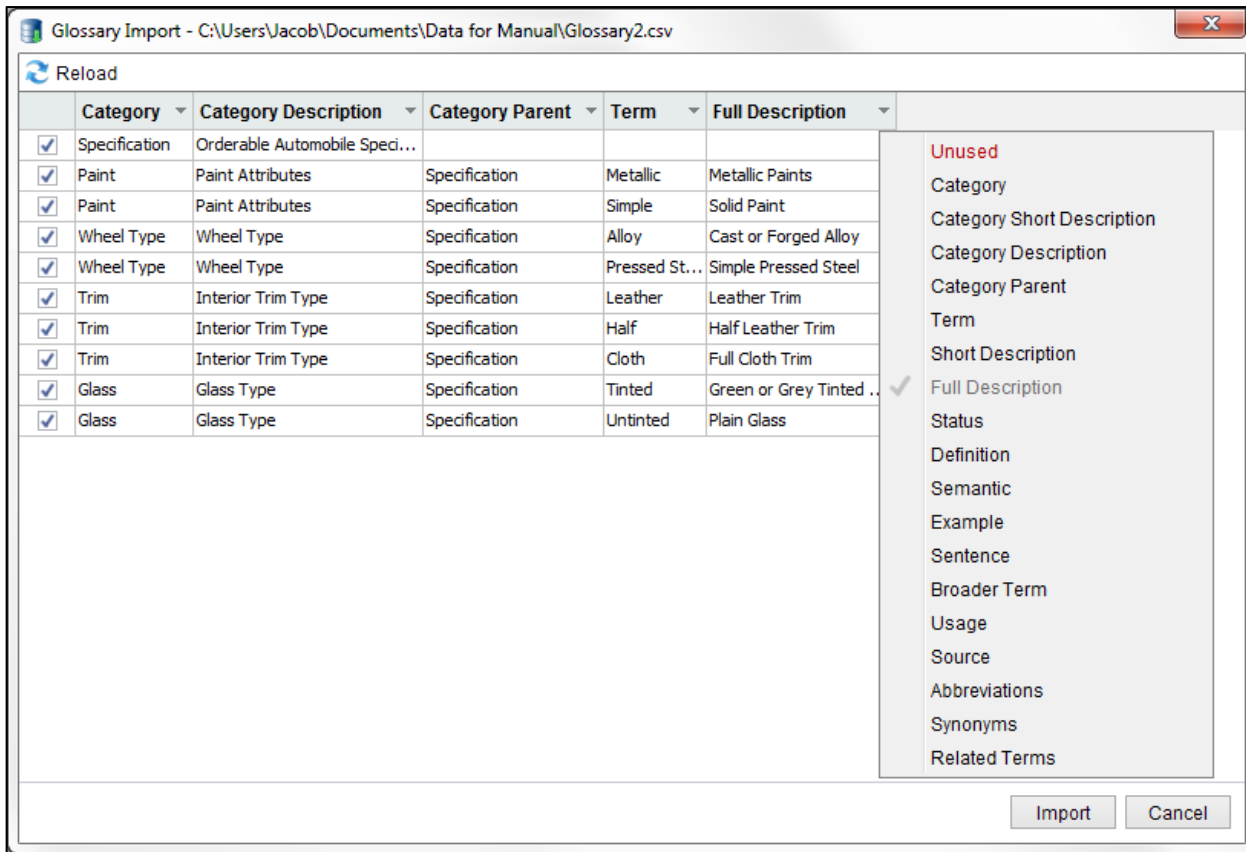 Glossary Import - C:\Users\Jacob\Documents\Data for Manual\Glossary2.csv
Reload
Category Category Description Category Parent Term Full Description
Specification Orderable Automobile Speci...
Paint Paint Attributes Specification Metallic Metallic Paints
Paint Paint Attributes Specification Simple Solid Paint
Wheel Type Wheel Type Specification Alloy Cast or Forged Alloy
Wheel Type Wheel Type Specification Pressed St... Simple Pressed Steel
Trim Interior Trim Type Specification Leather Leather Trim
Trim Interior Trim Type Specification Half Half Leather Trim
Trim Interior Trim Type Specification Cloth Full Cloth Trim
Glass Glass Type Specification Tinted Green or Grey Tinted ..
Glass Glass Type Specification Untinted Plain Glass
Unused
Category
Category Short Description
Category Description
Category Parent
Term
Short Description
Full Description
Status
Definition
Semantic
Example
Sentence
Broader Term
Usage
Source
Abbreviations
Synonyms
Related Terms
Import Cancel